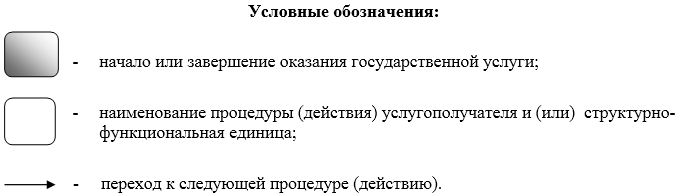 Условные обозначения:
- начало или завершение оказания государственной услуги;
- наименование процедуры (действия) услугополучателя и (или) структурно-
функциональная единица;
- переход к следующей процедуре (действию).